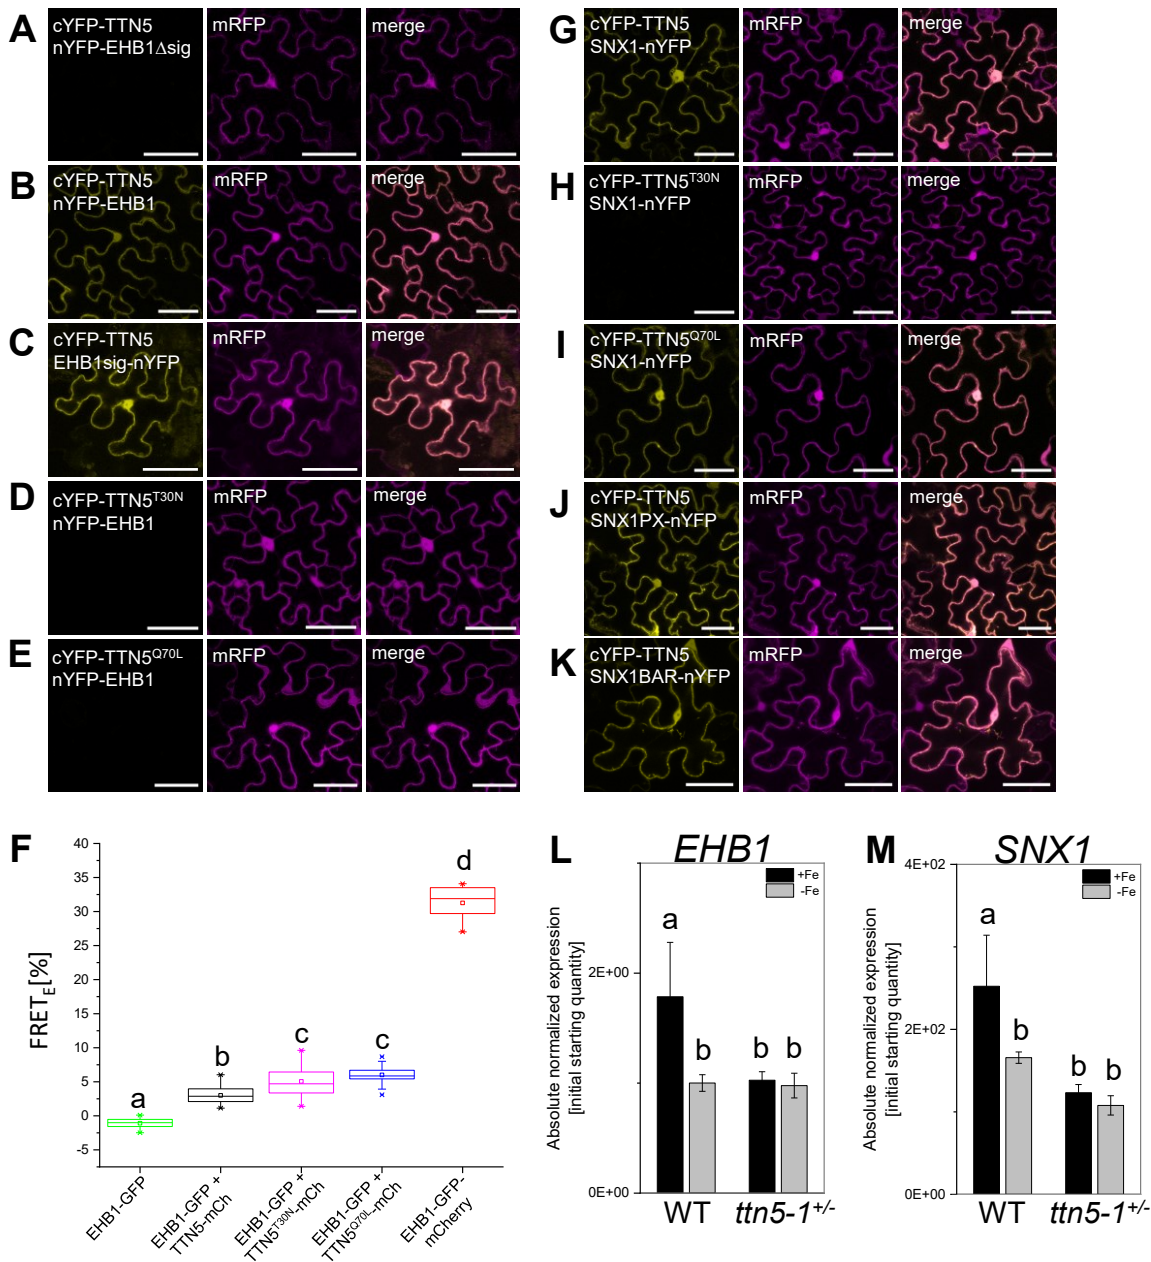 A
cYFP-TTN5
nYFP-EHB1Δsig
mRFP
merge
B
cYFP-TTN5
nYFP-EHB1
mRFP
merge
C
cYFP-TTN5
EHB1sig-nYFP
mRFP
merge
D
cYFP-TTN5T30N
nYFP-EHB1
mRFP
merge
E
cYFP-TTN5Q70L
nYFP-EHB1
mRFP
merge
G
cYFP-TTN5
SNX1-nYFP
mRFP
merge
H
cYFP-TTN5T30N
SNX1-nYFP
mRFP
merge
I
cYFP-TTN5Q70L
SNX1-nYFP
mRFP
merge
J
cYFP-TTN5
SNX1PX-nYFP
mRFP
merge
K
cYFP-TTN5
SNX1BAR-nYFP
mRFP
merge
F
FRETE[%]
40
35
30
25
20
15
10
5
0
-5
a
b
c
c
d
EHB1-GFP
EHB1-GFP +
TTN5-mCh
EHB1-GFP +
TTN5T30N-mCh
EHB1-GFP +
TTN5Q70L-mCh
EHB1-GFP-
mCherry
L
EHB1
+Fe
-Fe
Absolute normalized expression
[initial starting quantity]
2E+00
0E+00
a
b
b
b
WT
ttn5-1+/-
M
SNX1
+Fe
-Fe
Absolute normalized expression
[initial starting quantity]
4E+02
2E+02
0E+00
a
b
b
b
WT
ttn5-1+/-